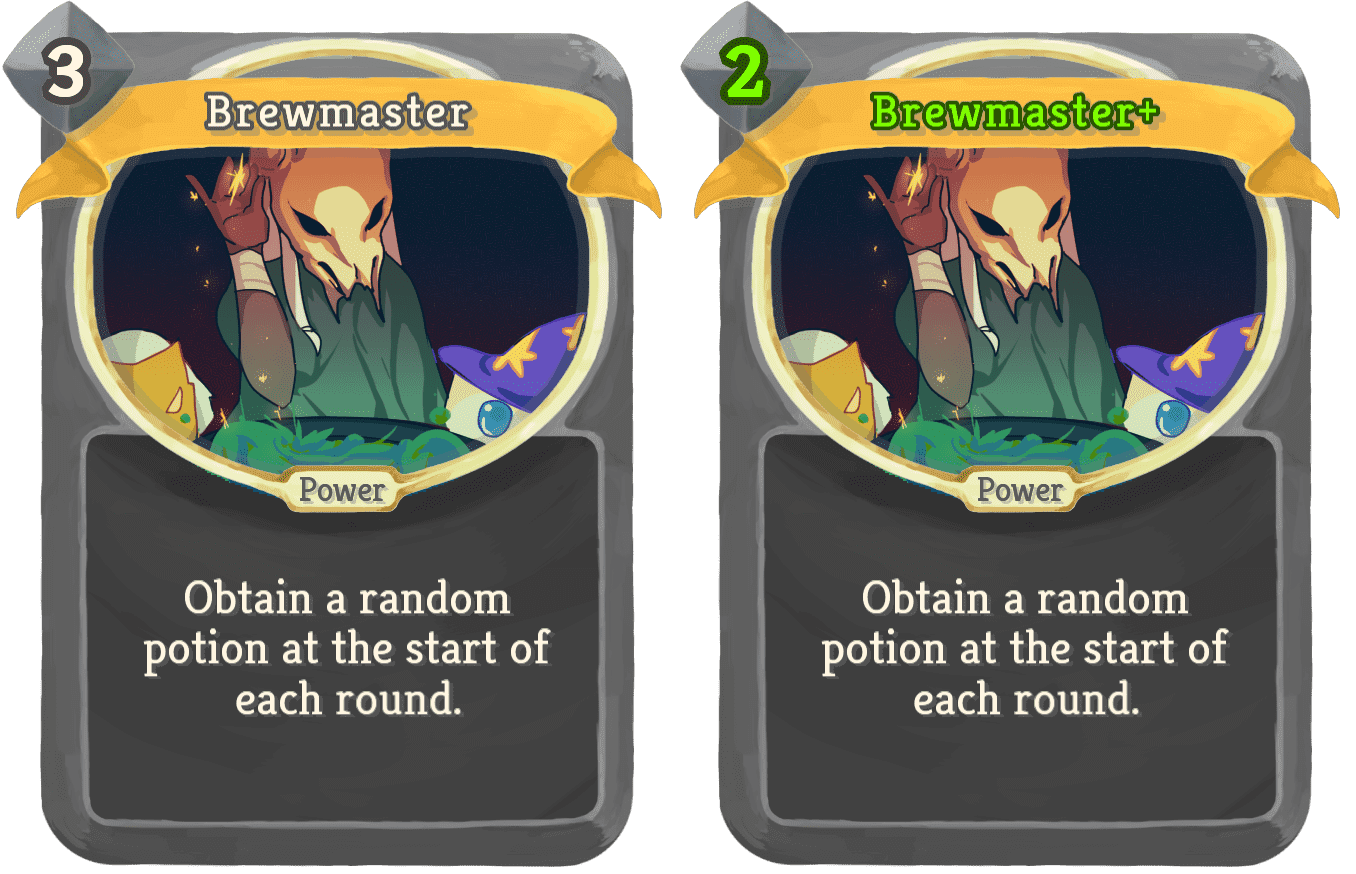 3
Brewmaster
Power
Obtain a random
potion at the start of
each round.
2
Brewmaster+
Power
Obtain a random
potion at the start of
each round.